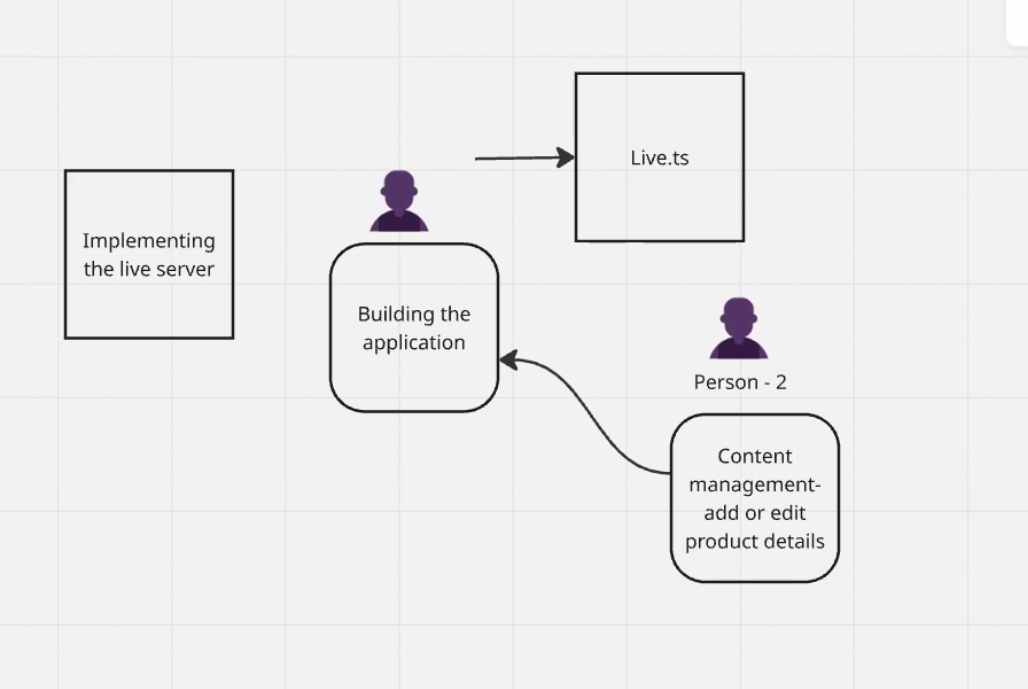 Live.ts
Implementing
the live server
Building the
application
Person - 2
Content
management-
add or edit
product details